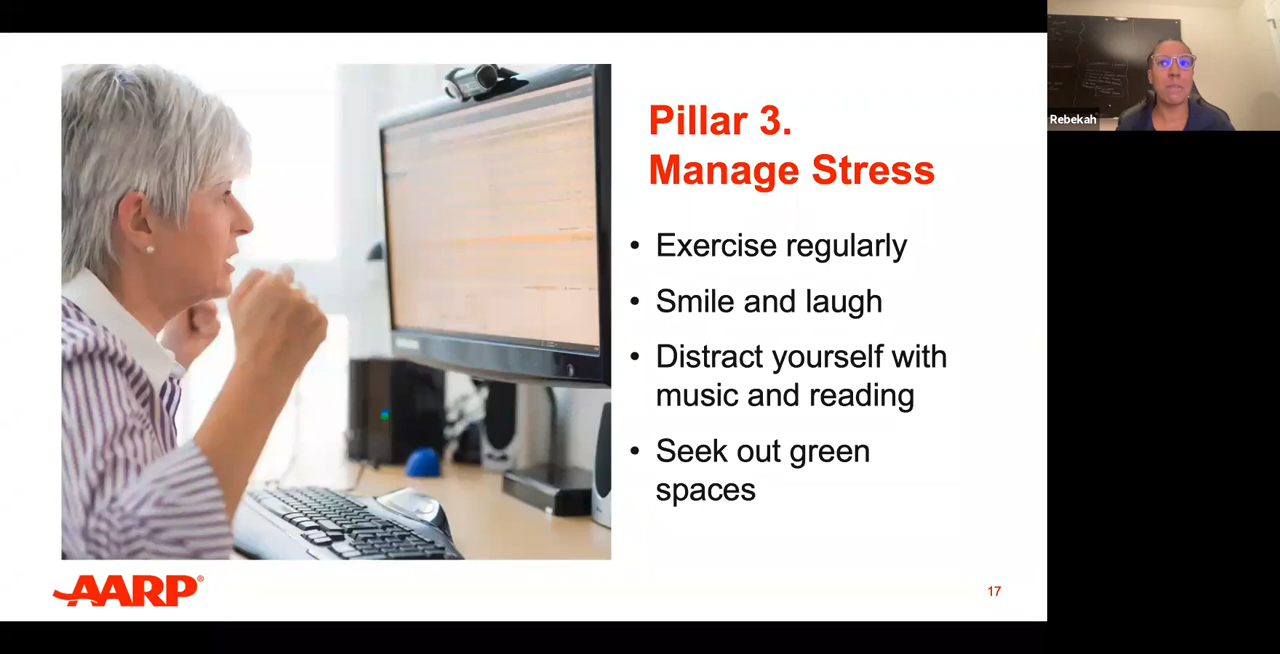 Pillar 3.
Manage Stress
• Exercise regularly
• Smile and laugh
• Distract yourself with
music and reading
• Seek out green
spaces
AARP®
17
Rebekah